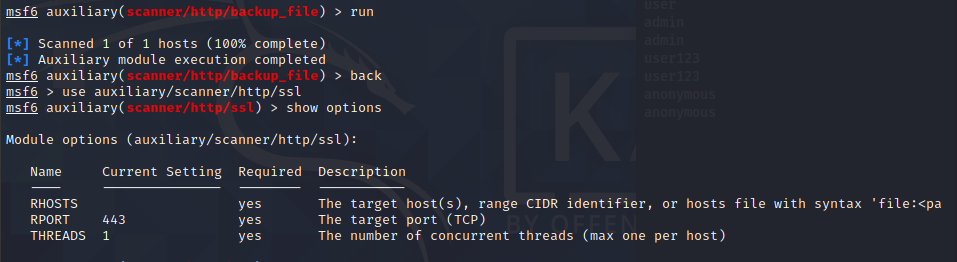 msf6 auxiliary(scanner/http/backup_file) > run
[*] Scanned 1 of 1 hosts (100% complete)
[*] Auxiliary module execution completed
msf6 auxiliary(scanner/http/backup_file) > back
msf6 > use auxiliary/scanner/http/ssl
msf6 auxiliary(scanner/http/ssl) > show options
Module options (auxiliary/scanner/http/ssl):
Name Current Setting Required Description
RHOSTS yes The target host(s), range CIDR identifier, or hosts file with syntax 'file:<pa
RPORT 443 yes The target port (TCP)
THREADS 1 yes The number of concurrent threads (max one per host)
user
admin
admin
user123
user123
anonymous
anonymous
KA
BY OFFEN